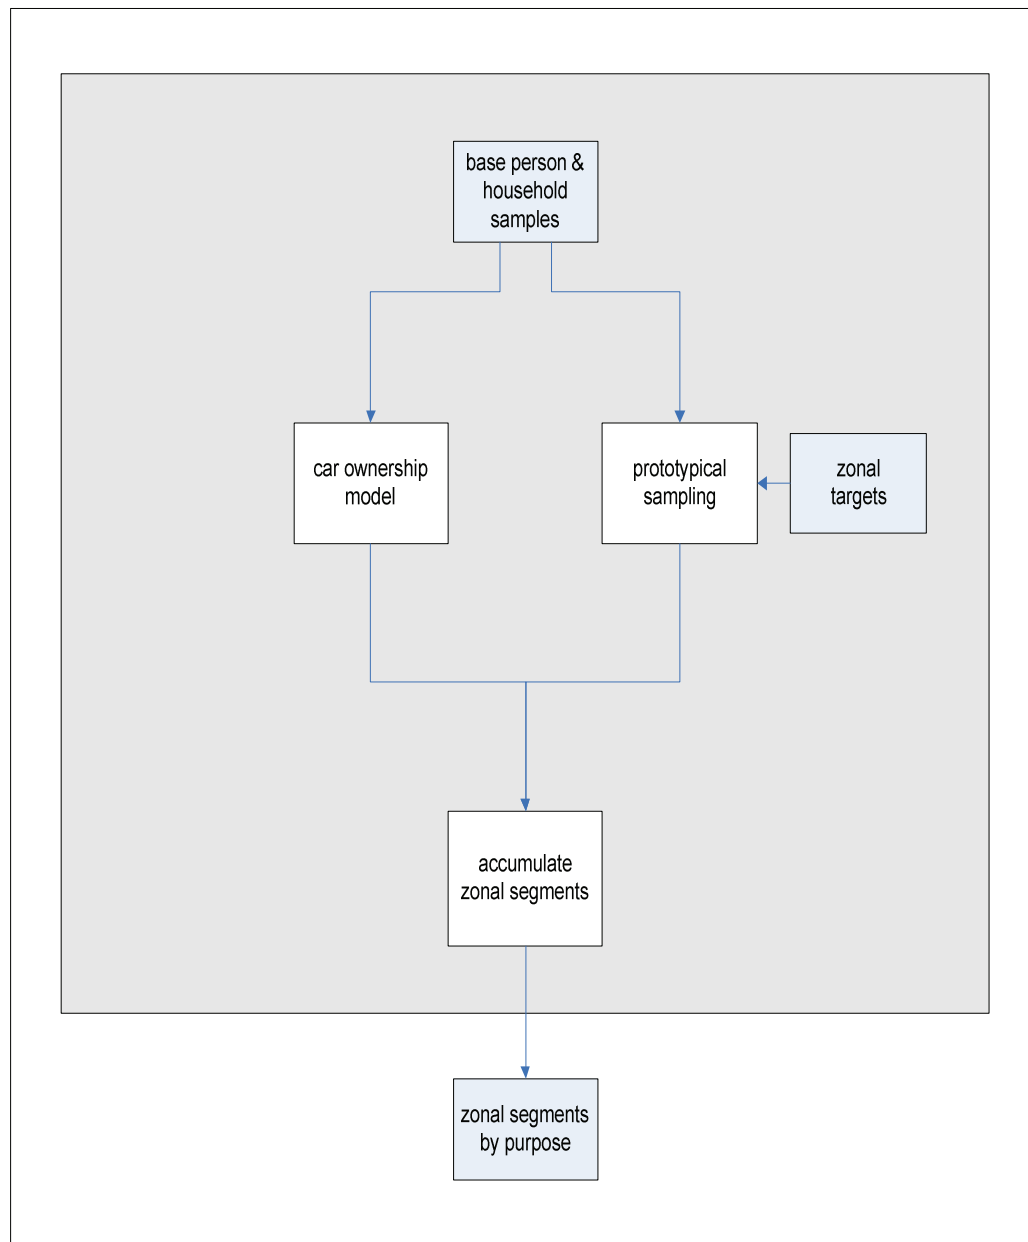 base person &
household
samples
car ownership
model
prototypical
sampling
zonal
targets
accumulate
zonal segments
zonal segments
by purpose